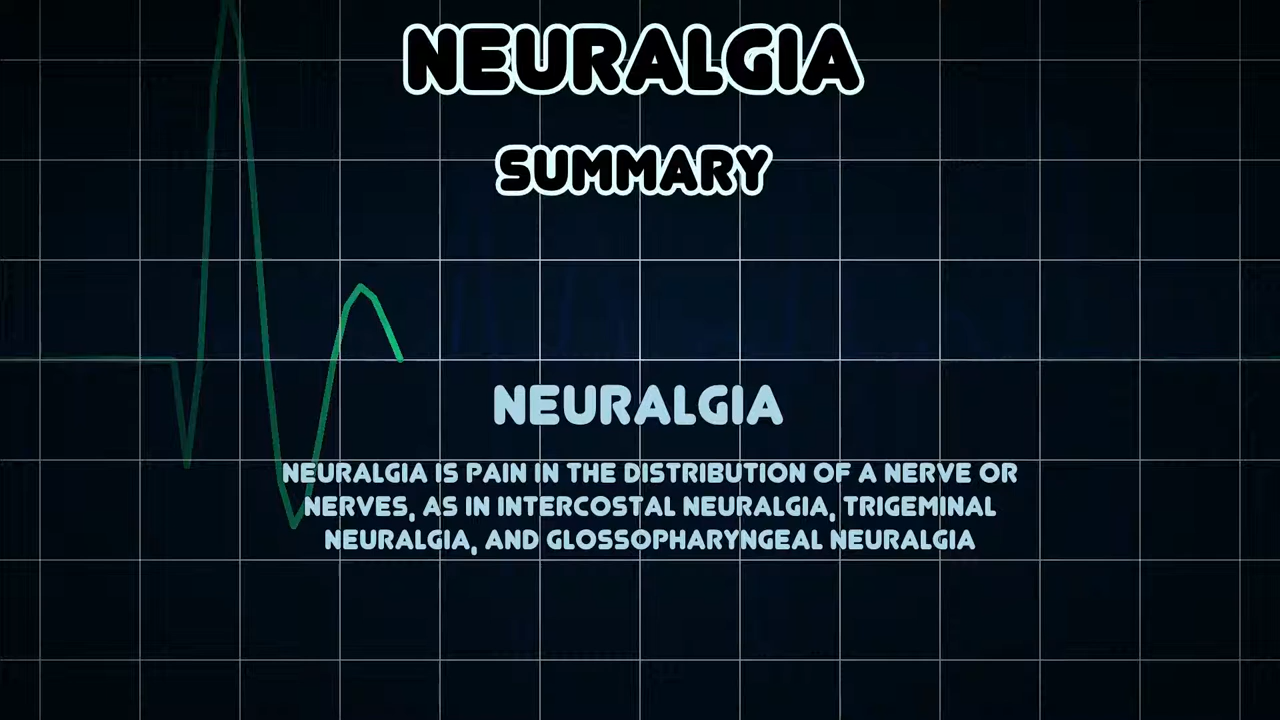 NEURALGIA
SUMMARY
NEURALGIA
NEURALGIA IS PAIN IN THE DISTRIBUTION OF A NERVE OR
NERVES, AS IN INTERCOSTAL NEURALGIA, TRIGEMINAL
NEURALGIA, AND GLOSSOPHARYNGEAL NEURALGIA